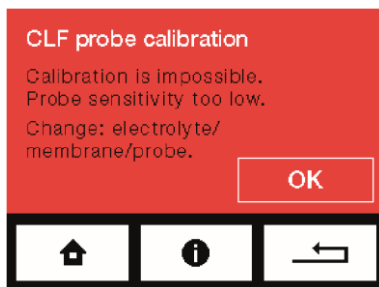 CLF probe calibration
Calibration is impossible.
Probe sensitivity too low.
Change: electrolyte/
membrane/probe.
OK